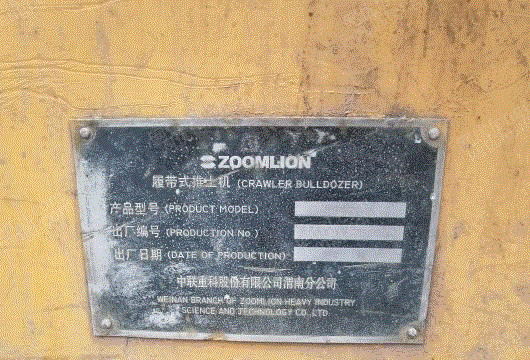 ZOOMLION
履带式推土机 (CRAWLER BULLDOZER)
产品型号 (PRODUCT MODEL)
出厂编号 (PRODUCTION No )
出厂日期 (DATE OF PRODUCTION)
中联重科股份有限公司渭南分公司
WEINAN BRANCH OF ZOOMLION HEAVY INDUSTRY
SCIENCE AND TECHNOLOGY CO. LTD.